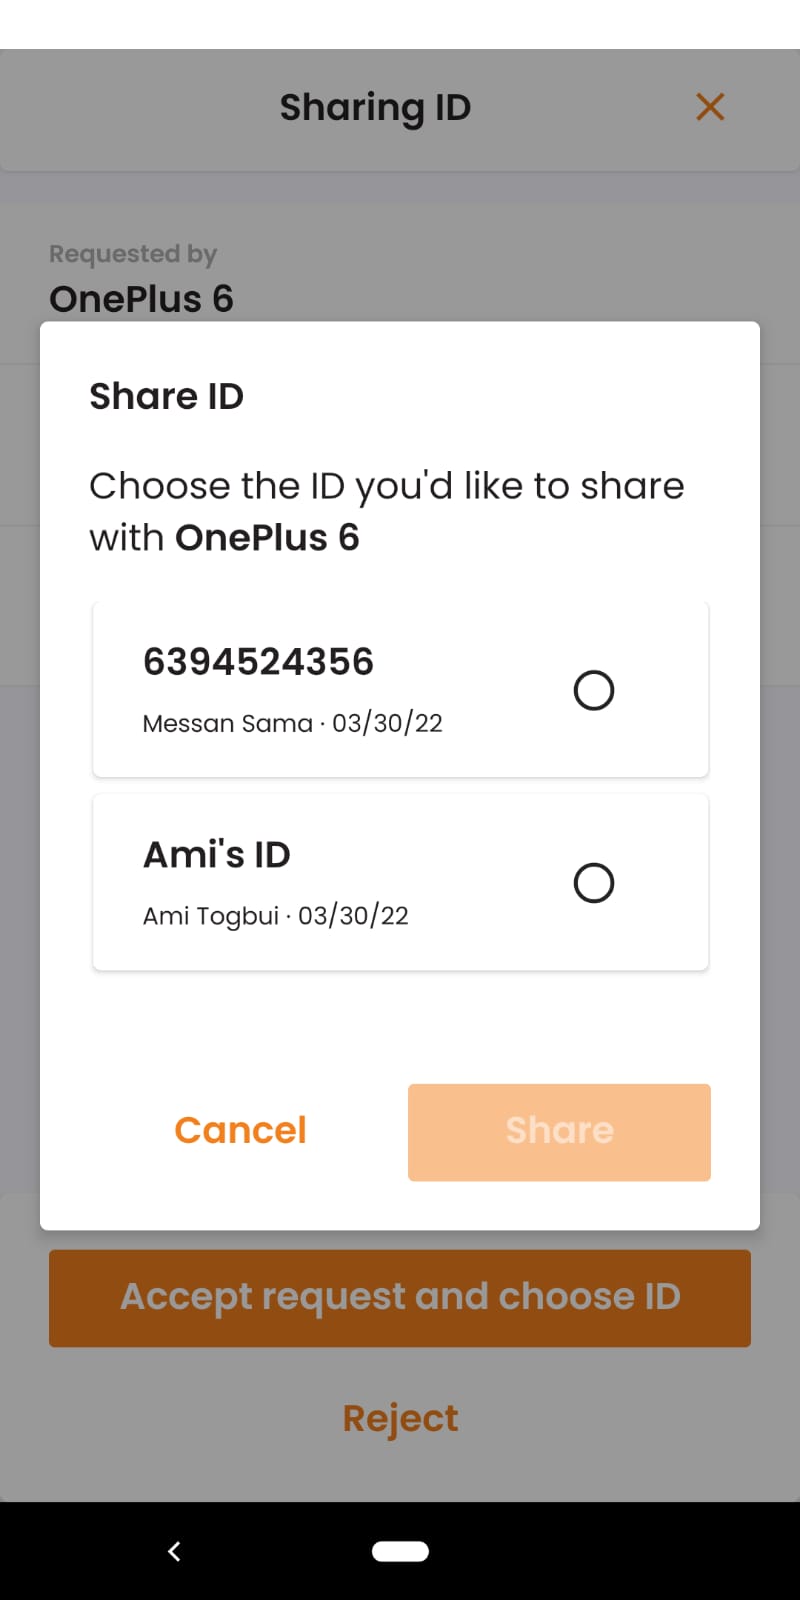 Sharing ID
Requested by
OnePlus 6
Share ID
Choose the ID you'd like to share
with OnePlus 6
6394524356
Messan Sama · 03/30/22
Ami's ID
Ami Togbui · 03/30/22
Cancel
Share
Accept request and choose ID
Reject